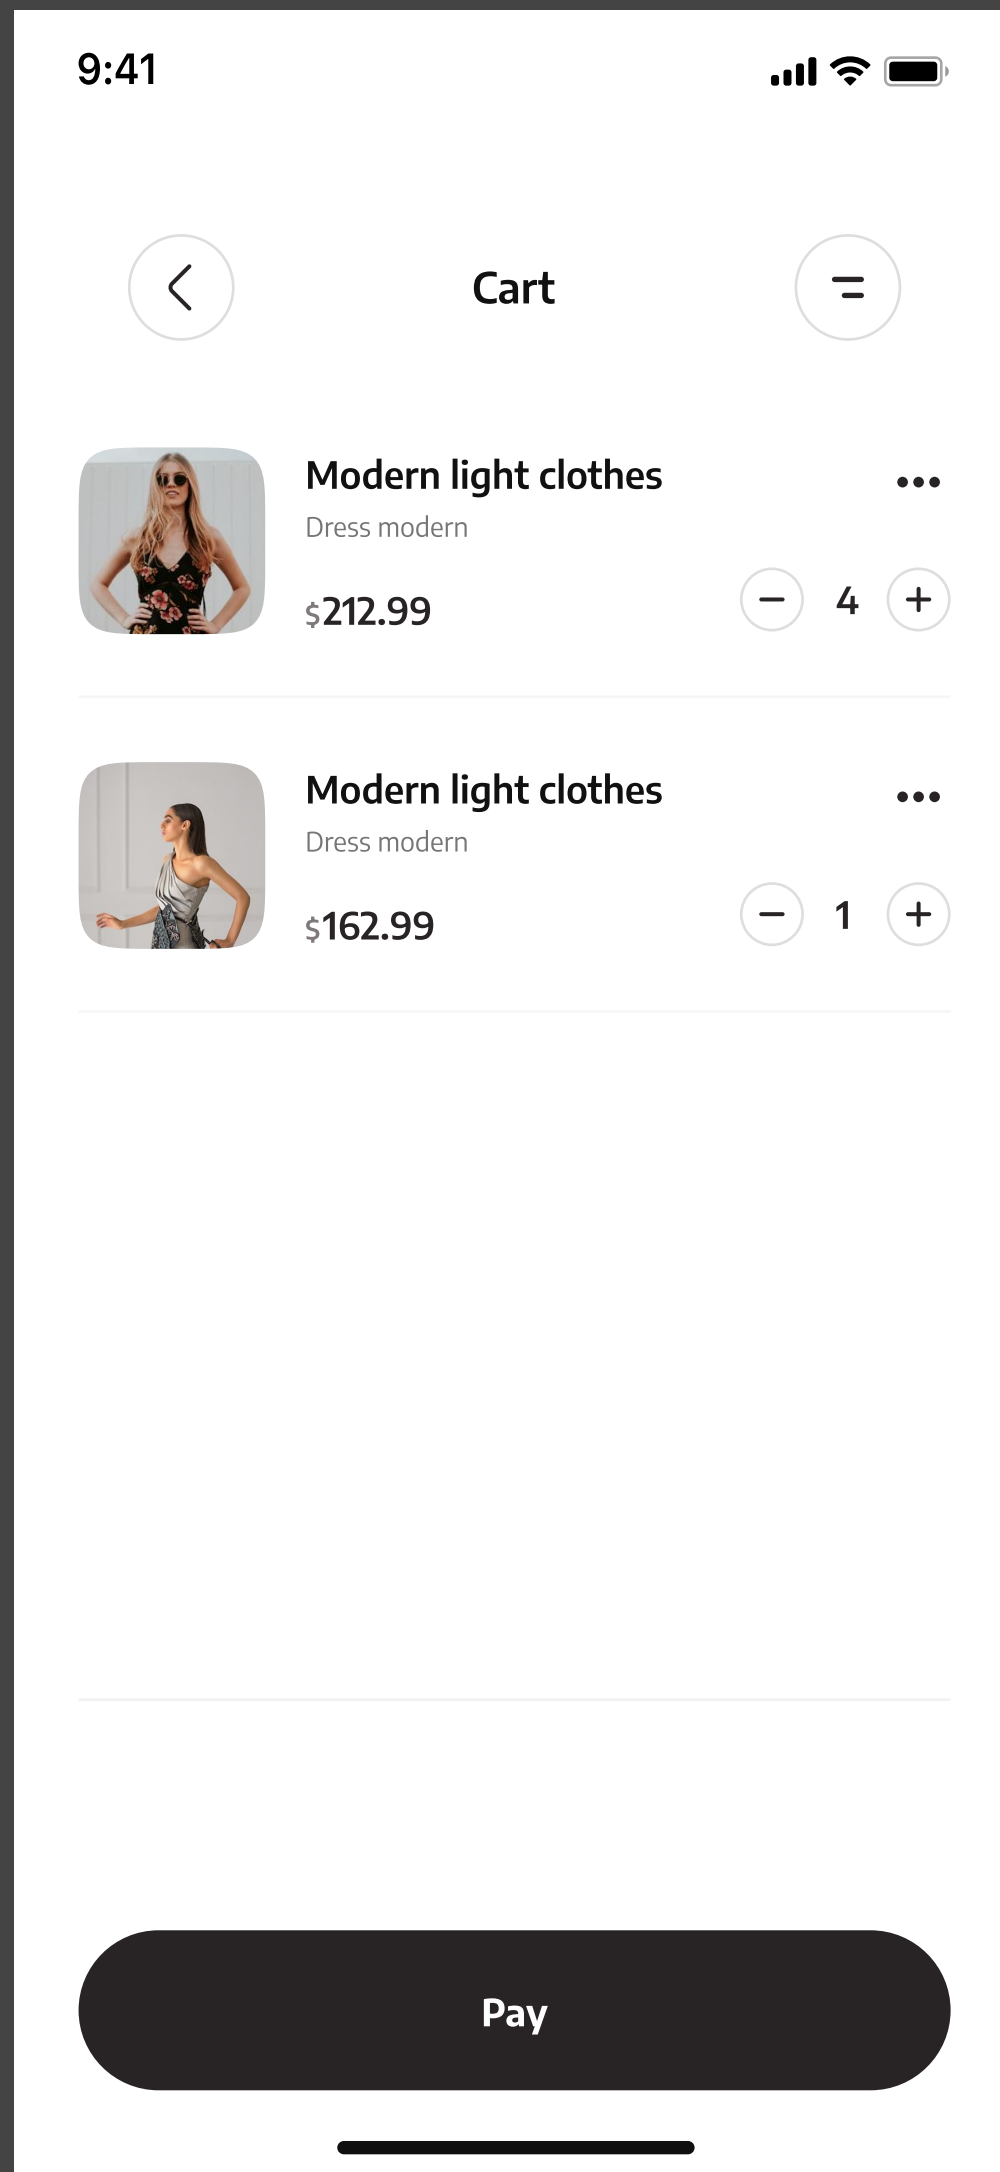 9:41
Cart
Modern light clothes
Dress modern
$212.99
4
Modern light clothes
Dress modern
$162.99
1
Pay